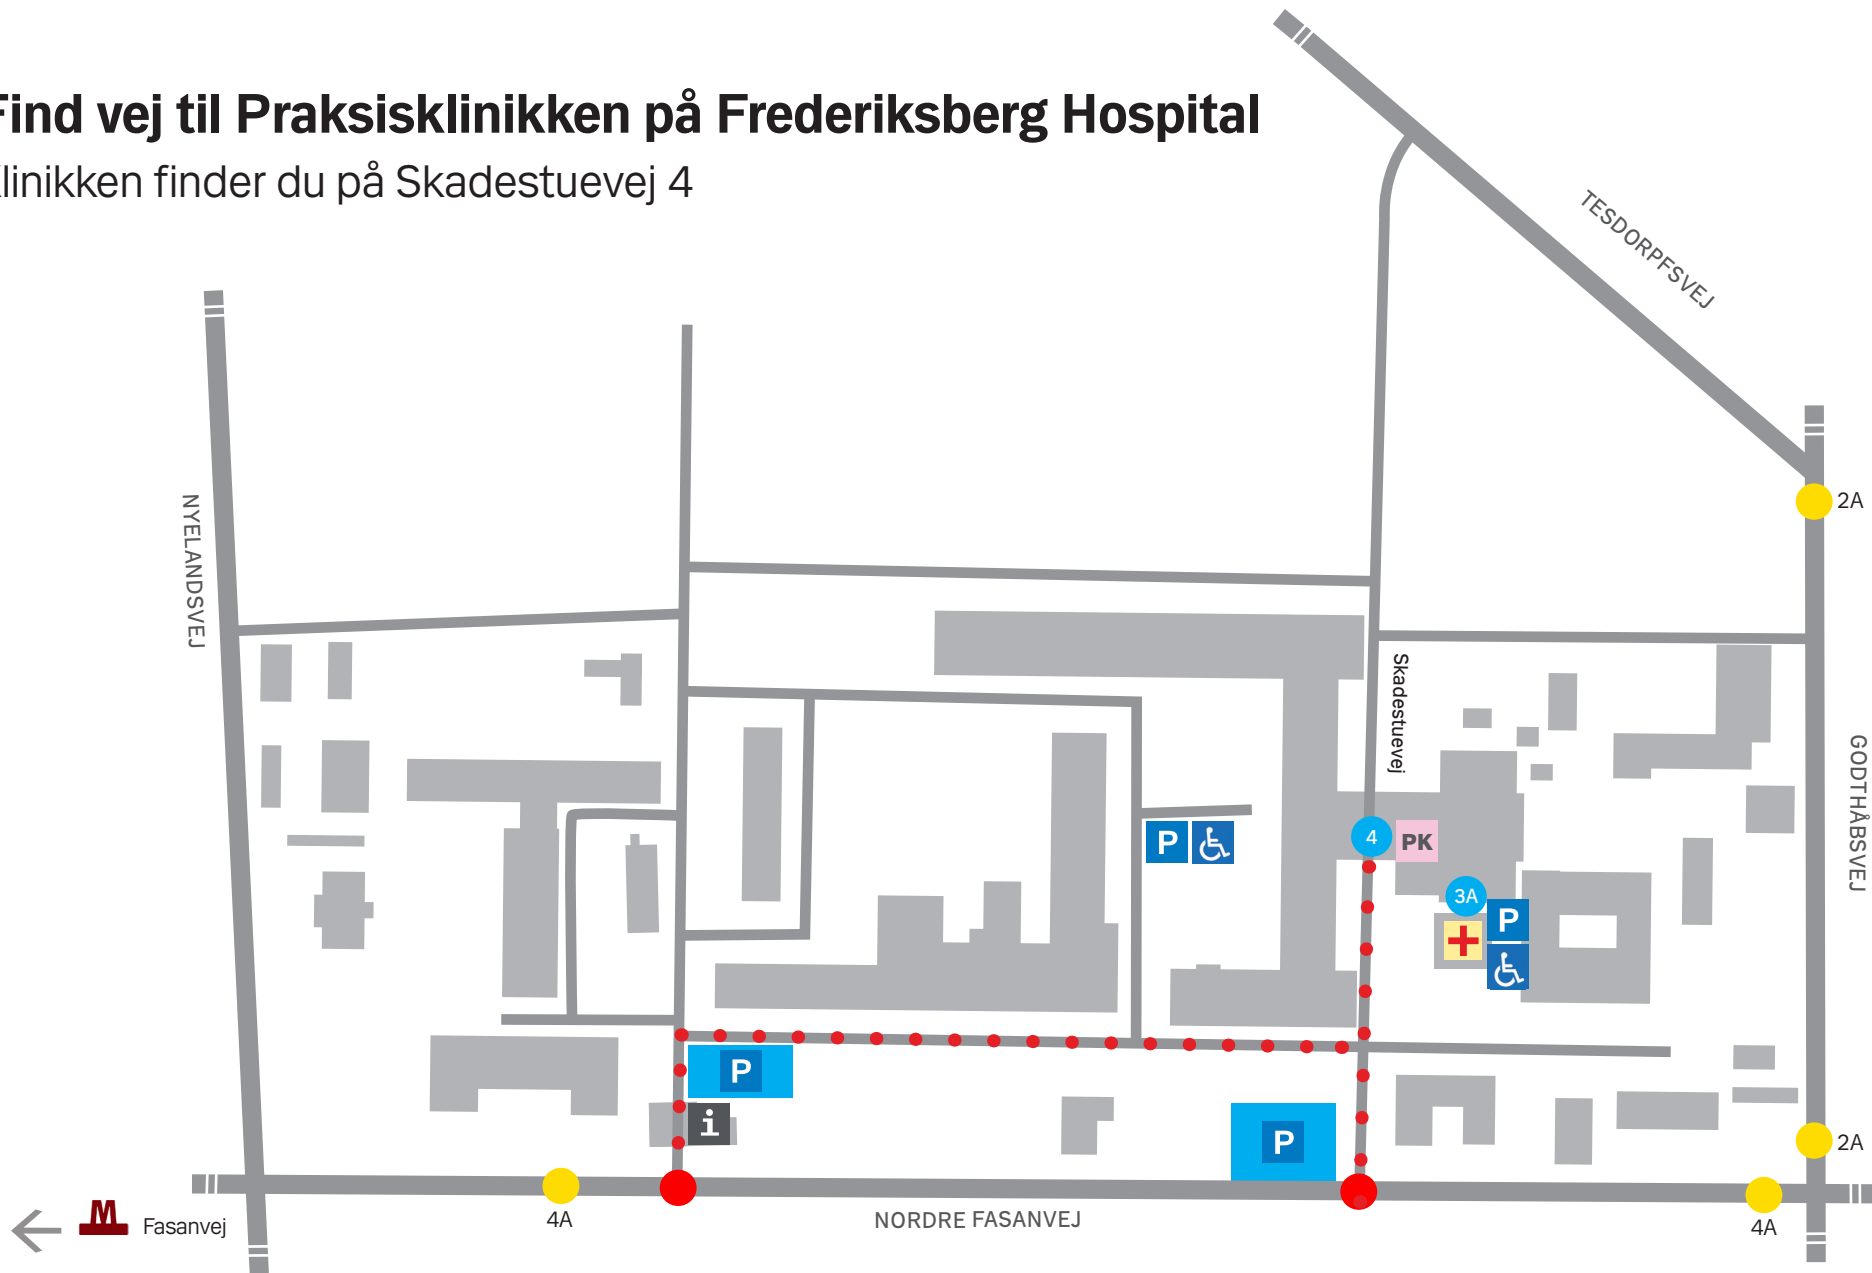 Find vej til Praksisklinikken på Frederiksberg Hospital
Klinikken finder du på Skadestuevej 4
TESDORPFSVEJ
NYELANDSVEJ
2A
Skadestuevej
GODTHÅBSVEJ
P
4
PK
3A
P
P
i
P
2A
4A
NORDRE FASANVEJ
4A
M
Fasanvej